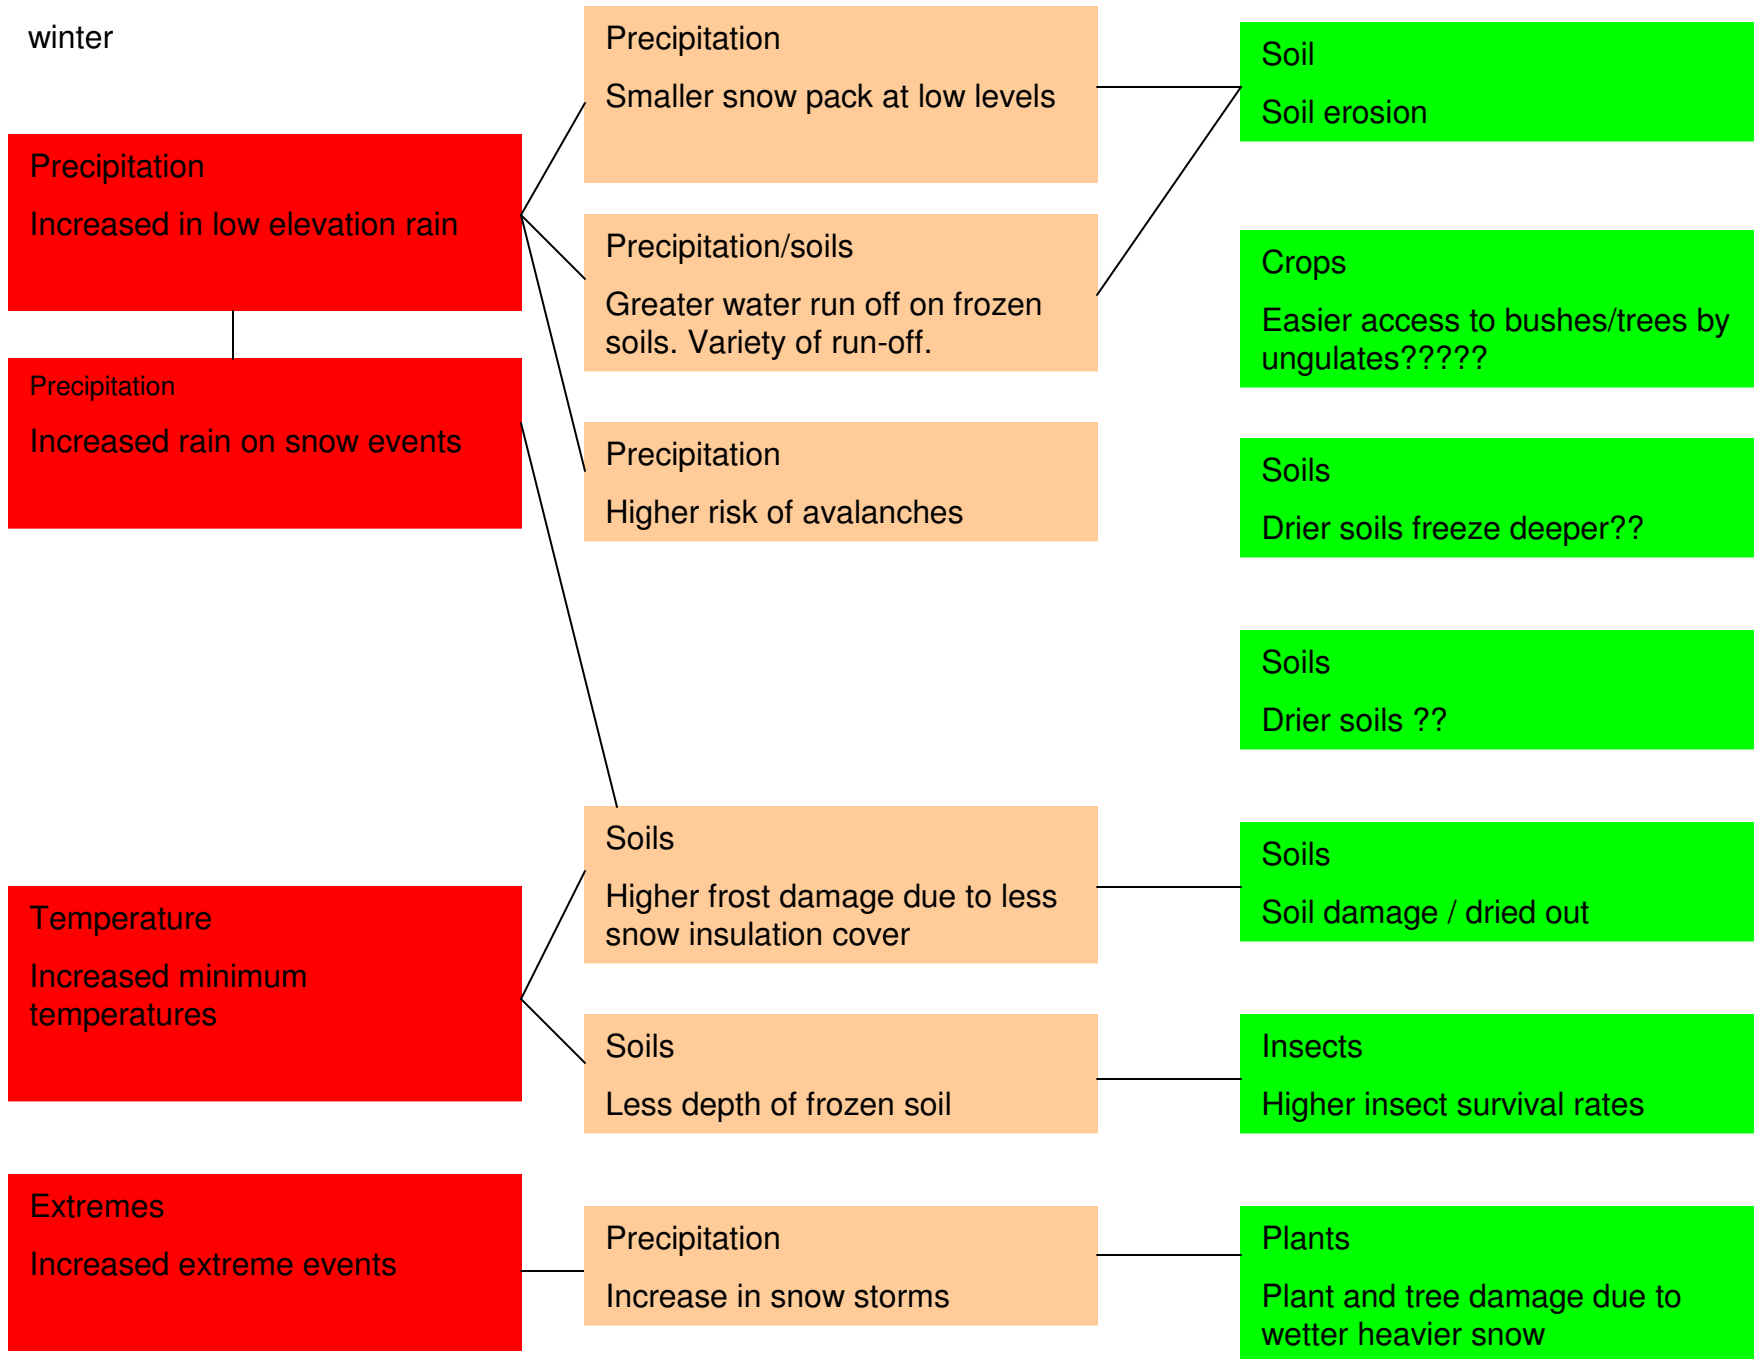 winter
Precipitation
Increased in low elevation rain
Precipitation
Increased rain on snow events
Temperature
Increased minimum
temperatures
Extremes
Increased extreme events
Precipitation
Smaller snow pack at low levels
Precipitation/soils
Greater water run off on frozen
soils. Variety of run-off.
Precipitation
Higher risk of avalanches
Soils
Higher frost damage due to less
snow insulation cover
Soils
Less depth of frozen soil
Precipitation
Increase in snow storms
Soil
Soil erosion
Crops
Easier access to bushes/trees by
ungulates?????
Soils
Drier soils freeze deeper??
Soils
Drier soils ??
Soils
Soil damage / dried out
Insects
Higher insect survival rates
Plants
Plant and tree damage due to
wetter heavier snow